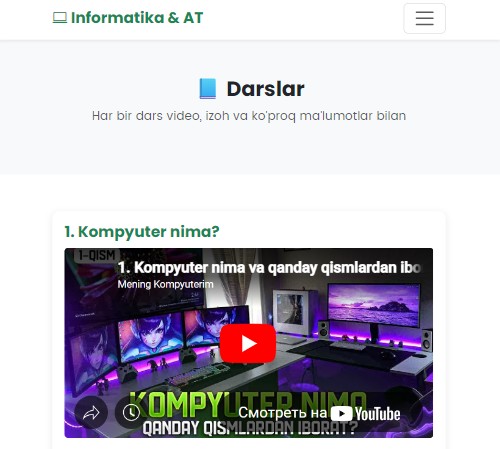 Informatika & AT
Darslar
Har bir dars video, izoh va ko'proq ma'lumotlar bilan
1. Kompyuter nima?
1-QISM
1. Kompyuter nima va qanday qismlardan ibo
Mening Kompyuterim
KOMPYUTER NIMA
QANDAY QISMLARDAN IBORAT?
Смотреть на YouTube